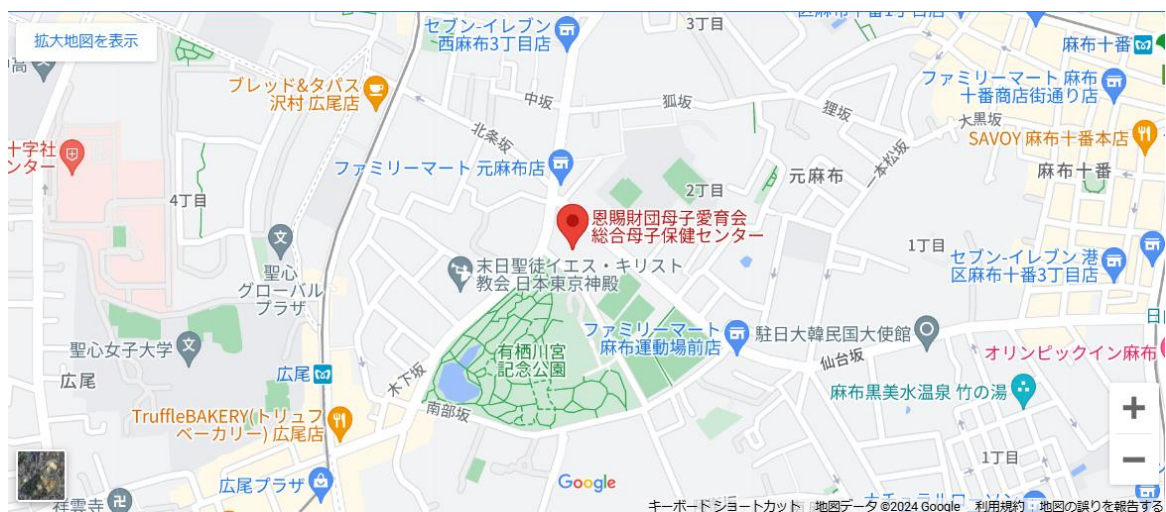 拡大地図を表示
セブン-イレブン
西麻布3丁目店
3丁目
麻布十番
ブレッド&タパス
沢村 広尾店
中坂
狐坂
狸坂
ファミリーマート 麻布
十番商店街通り店
大黒坂
SAVOY 麻布十番本店
北条坂
一本松坂
十字社
ンター
ファミリーマート 元麻布店
2丁目
元麻布
麻布十番
4丁目
恩賜財団母子愛育会
総合母子保健センター
1丁目
聖心
グローバル
プラザ
末日聖徒イエス・キリスト
教会 日本東京神殿
セブン-イレブン 港
区麻布十番3丁目店
ファミリーマート
麻布運動場前店
駐日大韓民国大使館
聖心女子大学
有栖川宮
記念公園
仙台坂
オリンピックイン麻布
広尾
広尾
木下坂
麻布黒美水温泉 竹の湯
南部坂
TruffleBAKERY(トリュフ
ベーカリー) 広尾店
1丁目
広尾プラザ
Google
祥雲寺
キーボード ショートカット
地図データ ©2024 Google
利用規約
地図の誤りを報告する